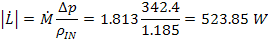 |L̇| = Ṁ Δp/ρ_IN = 1.813 342.4/1.185 = 523.85 W